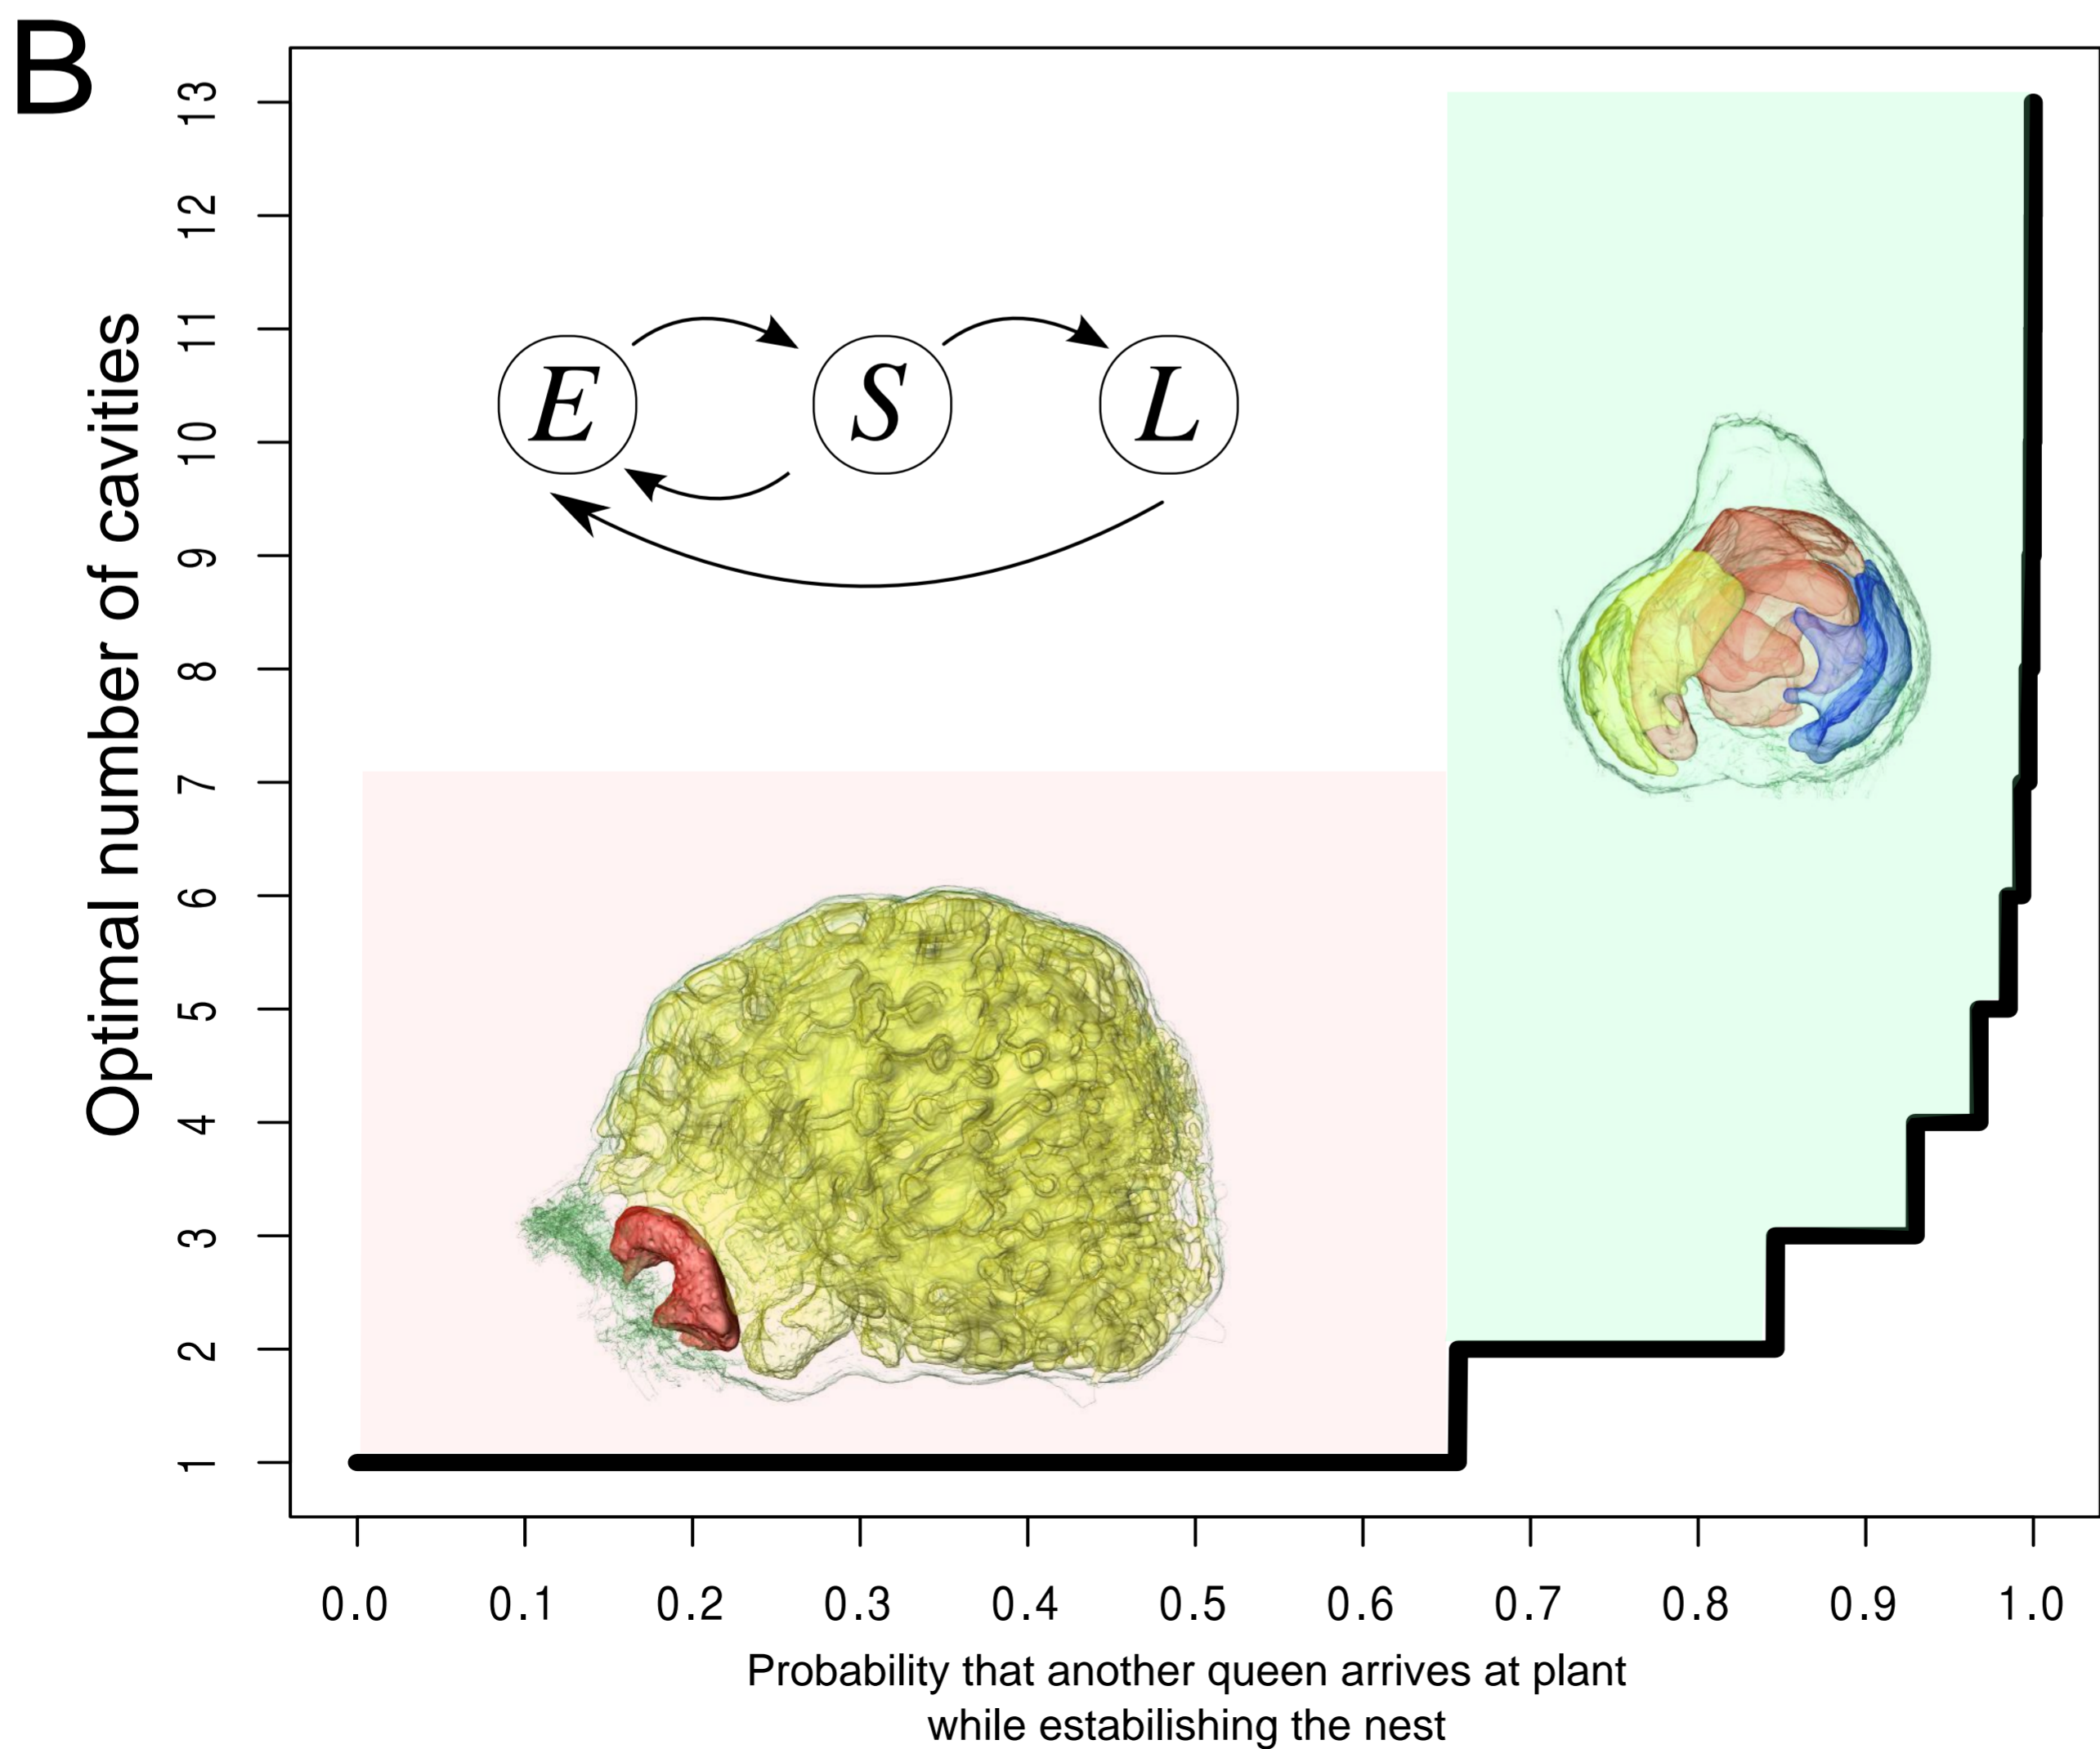 B
Optimal number of cavities
13
12
11
10
9
8
7
6
5
4
3
2
1
E S L
0.0 0.1 0.2 0.3 0.4 0.5 0.6 0.7 0.8 0.9 1.0
Probability that another queen arrives at plant
while estabilishing the nest